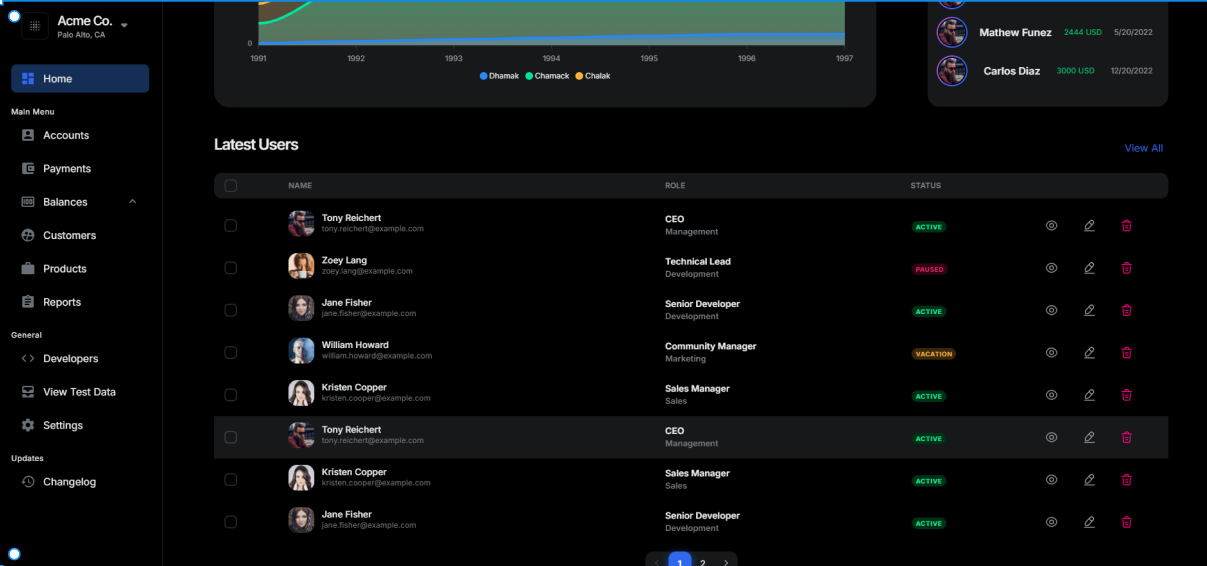 Acme Co.
Palo Alto, CA
Home
Main Menu
Accounts
Payments
Balances
Customers
Products
Reports
General
Developers
View Test Data
Settings
Updates
Changelog
0
1991 1992 1993 1994 1995 1996 1997
Dhamak Chamack Chalak
Mathew Funez 2444 USD 5/20/2022
Carlos Diaz 3000 USD 12/20/2022
Latest Users
View All
NAME ROLE STATUS
Tony Reichert CEO
tony.reichert@example.com Management ACTIVE
Zoey Lang Technical Lead
zoey.lang@example.com Development PAUSED
Jane Fisher Senior Developer
jane.fisher@example.com Development ACTIVE
William Howard Community Manager
william.howard@example.com Marketing VACATION
Kristen Copper Sales Manager
kristen.cooper@example.com Sales ACTIVE
Tony Reichert CEO
tony.reichert@example.com Management ACTIVE
Kristen Copper Sales Manager
kristen.cooper@example.com Sales ACTIVE
Jane Fisher Senior Developer
jane.fisher@example.com Development ACTIVE
1 2